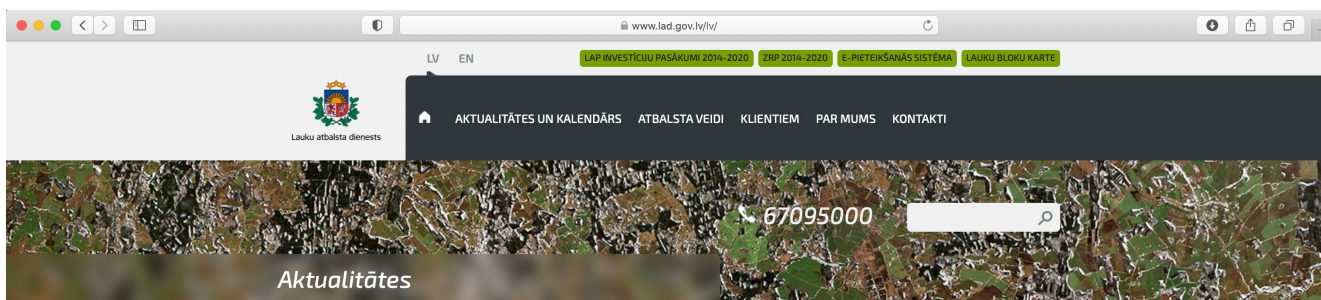 www.lad.gov.lv/lv/
LV EN LAP INVESTĪCIJU PASĀKUMI 2014-2020 ZRP 2014-2020 E-PIETEIKŠANĀS SISTĒMA LAUKU BLOKU KARTE
AKTUALITĀTES UN KALENDĀRS ATBALSTA VEIDI KLIENTIEM PAR MUMS KONTAKTI
Lauku atbalsta dienests
67095000
Aktualitātes